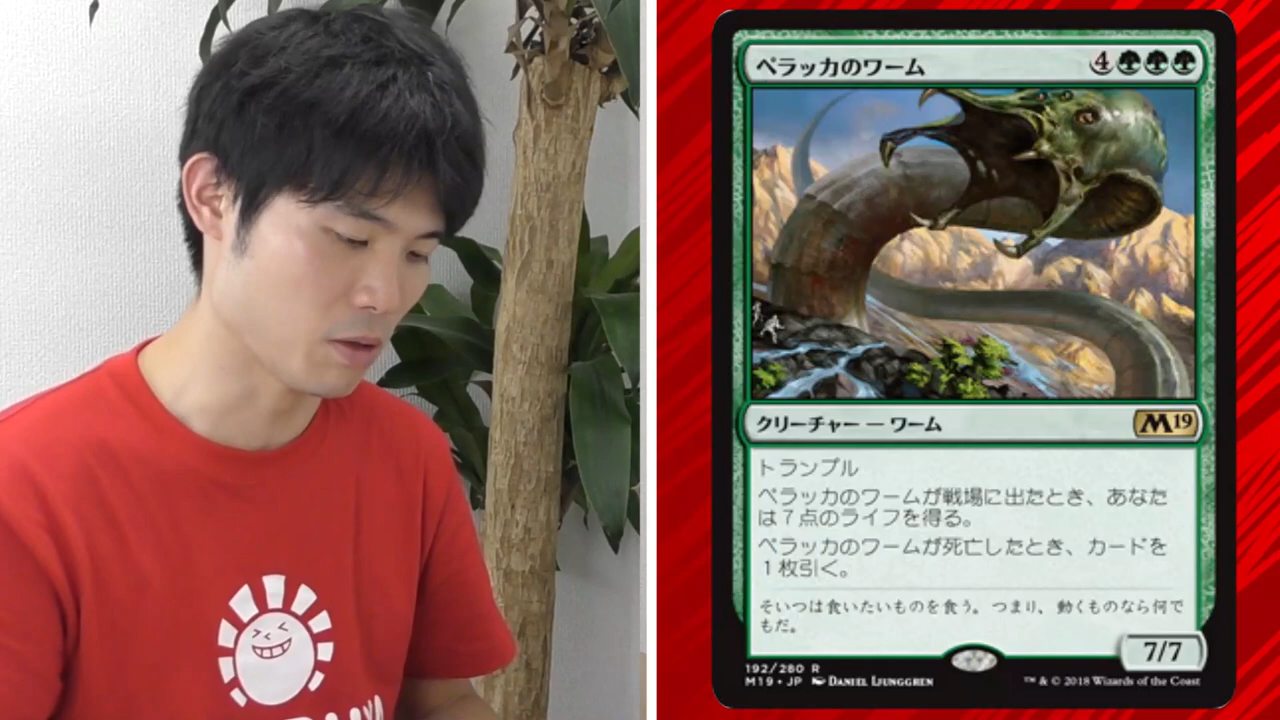 ペラッカのワーム 4
クリーチャー — ワーム M19
トランプル
ペラッカのワームが戦場に出たとき、あなた
は7点のライフを得る。
ペラッカのワームが死亡したとき、カードを
1枚引く。
そいつは食いたいものを食う。つまり、動くものなら何で
もだ。
7/7
192/280 R
M19・JP DANIEL LJUNGGREN ™ & © 2018 Wizards of the Coast